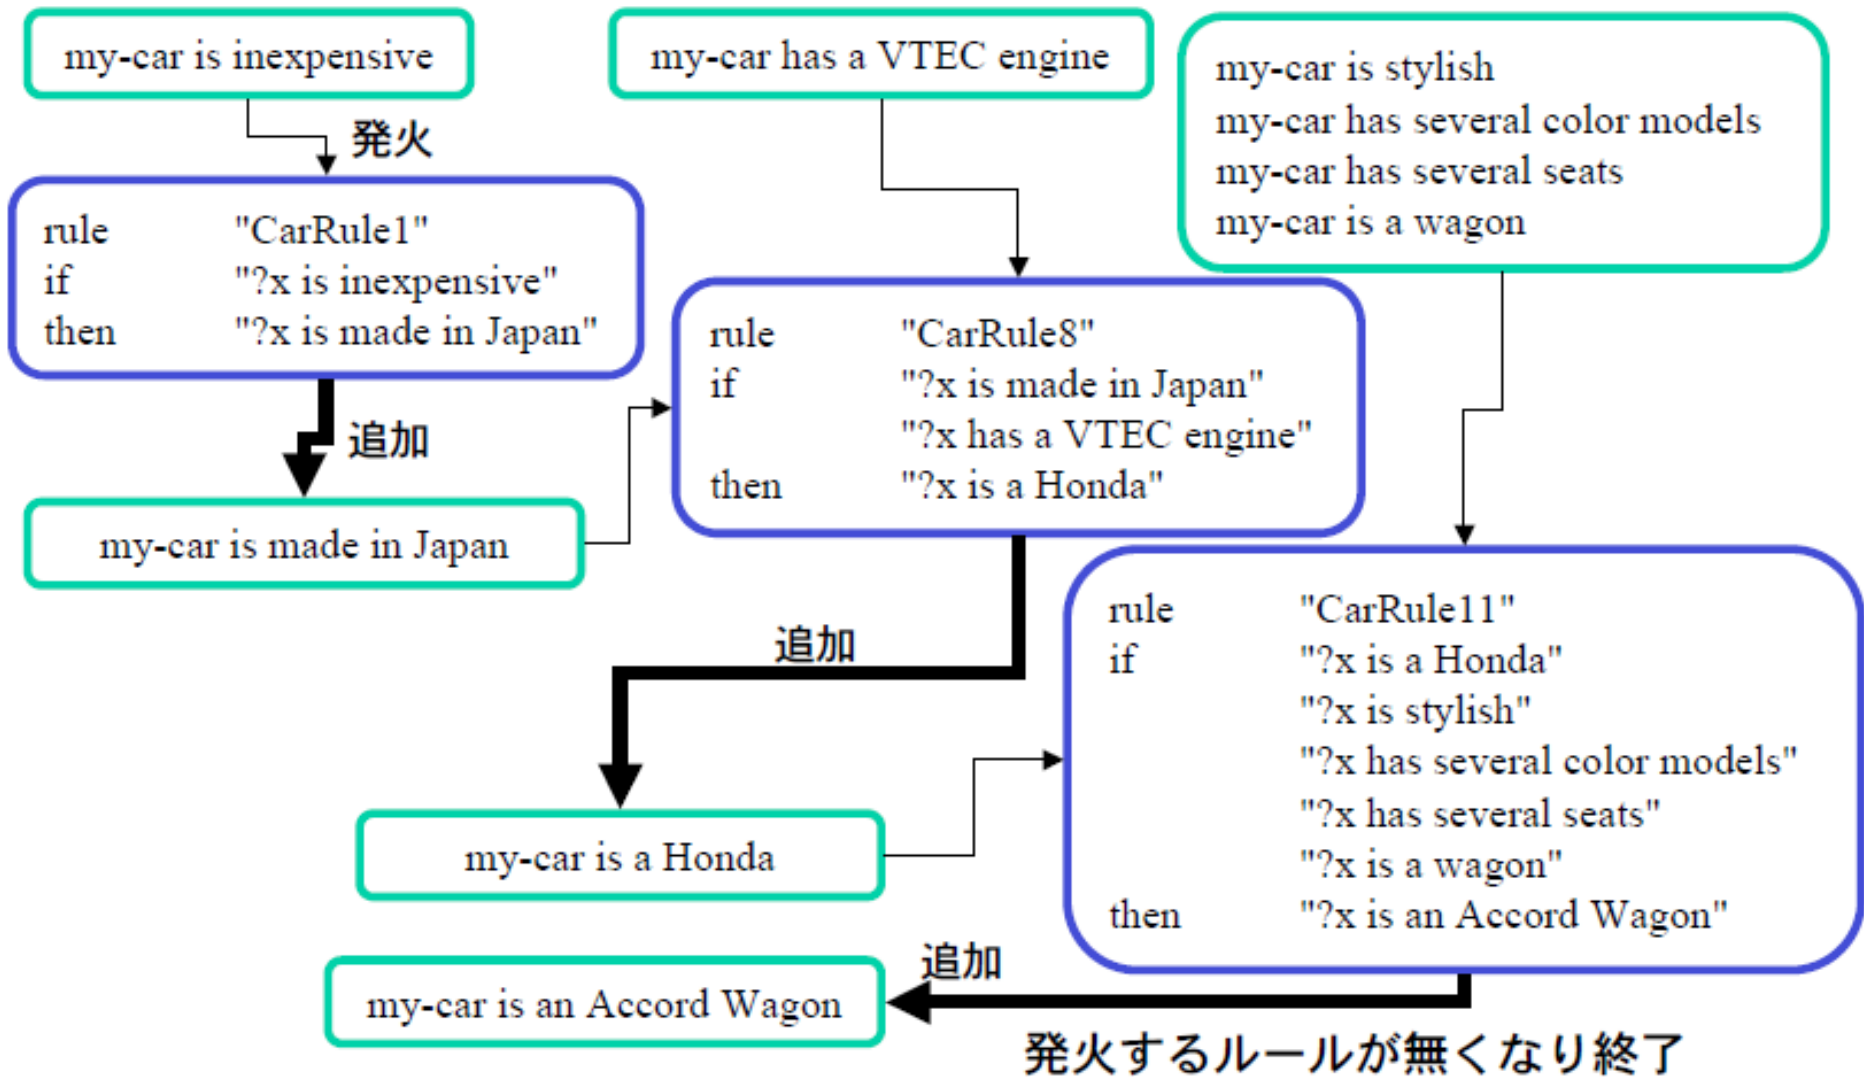 my-car is inexpensive
my-car has a VTEC engine
my-car is stylish
my-car has several color models
my-car has several seats
my-car is a wagon
発火
rule "CarRule1"
if "?x is inexpensive"
then "?x is made in Japan"
rule "CarRule8"
if "?x is made in Japan"
"?x has a VTEC engine"
then "?x is a Honda"
追加
my-car is made in Japan
rule "CarRule11"
if "?x is a Honda"
"?x is stylish"
"?x has several color models"
"?x has several seats"
"?x is a wagon"
then "?x is an Accord Wagon"
追加
my-car is a Honda
追加
my-car is an Accord Wagon
発火するルールが無くなり終了